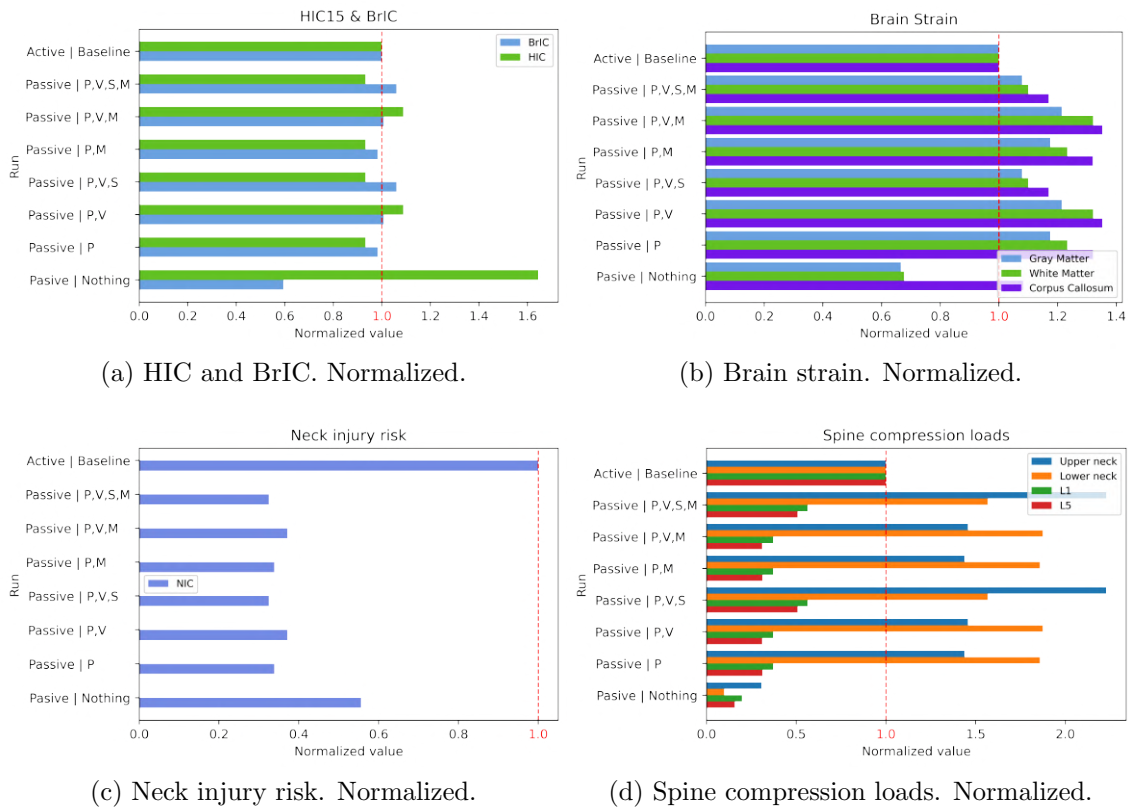 HIC15 & BrIC
Run
Active | Baseline
Passive | P,V,S,M
Passive | P,V,M
Passive | P,M
Passive | P,V,S
Passive | P,V
Passive | P
Pasive | Nothing
BrIC
HIC
0.0 0.2 0.4 0.6 0.8 1.0 1.2 1.4 1.6
Normalized value
(a) HIC and BrIC. Normalized.
Brain Strain
Run
Active | Baseline
Passive | P,V,S,M
Passive | P,V,M
Passive | P,M
Passive | P,V,S
Passive | P,V
Passive | P
Pasive | Nothing
Gray Matter
White Matter
Corpus Callosum
0.0 0.2 0.4 0.6 0.8 1.0 1.2 1.4
Normalized value
(b) Brain strain. Normalized.
Neck injury risk
Run
Active | Baseline
Passive | P,V,S,M
Passive | P,V,M
Passive | P,M
Passive | P,V,S
Passive | P,V
Passive | P
Pasive | Nothing
NIC
0.0 0.2 0.4 0.6 0.8 1.0
Normalized value
(c) Neck injury risk. Normalized.
Spine compression loads
Run
Active | Baseline
Passive | P,V,S,M
Passive | P,V,M
Passive | P,M
Passive | P,V,S
Passive | P,V
Passive | P
Pasive | Nothing
Upper neck
Lower neck
L1
L5
0.0 0.5 1.0 1.5 2.0
Normalized value
(d) Spine compression loads. Normalized.